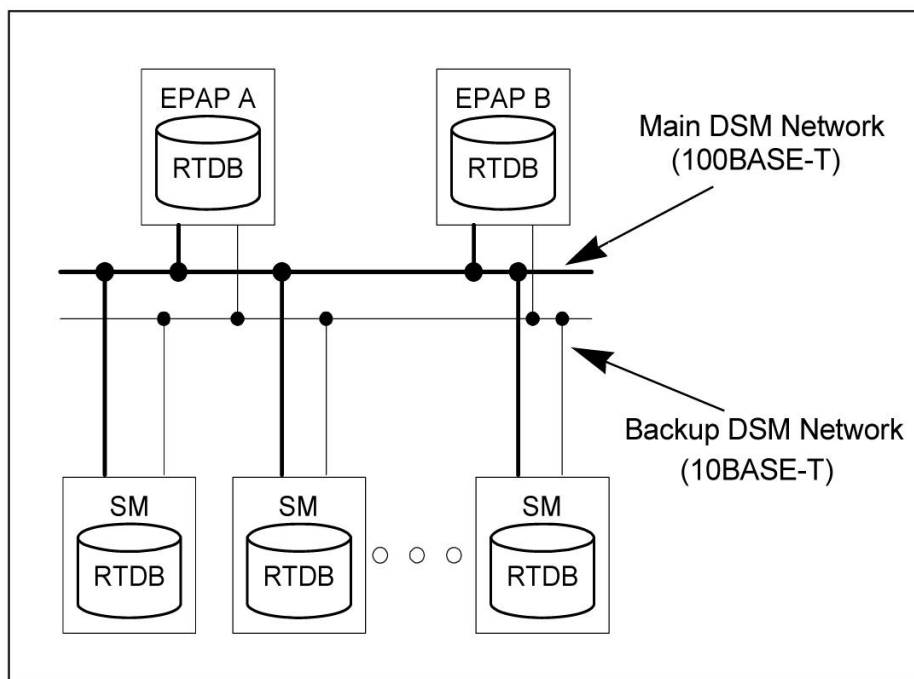 EPAP A
RTDB
EPAP B
RTDB
Main DSM Network
(100BASE-T)
Backup DSM Network
(10BASE-T)
SM
RTDB
SM
RTDB
SM
RTDB